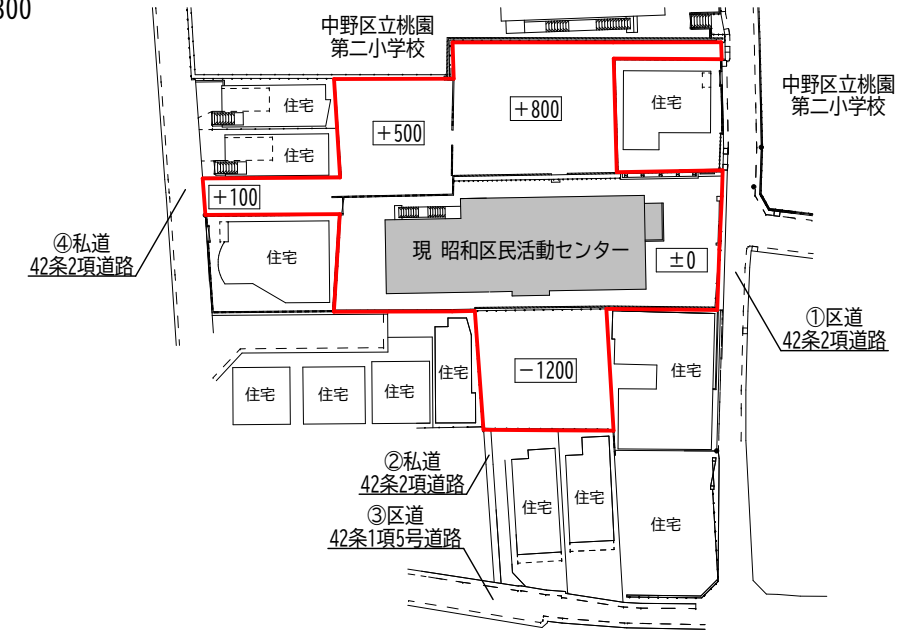 800
中野区立桃園
第二小学校
中野区立桃園
第二小学校
住宅
住宅
+500
+800
住宅
+100
④私道
42条2項道路
住宅
現 昭和区民活動センター
±0
①区道
42条2項道路
住宅
住宅
住宅
住宅
-1200
住宅
②私道
42条2項道路
③区道
42条1項5号道路
住宅
住宅
住宅